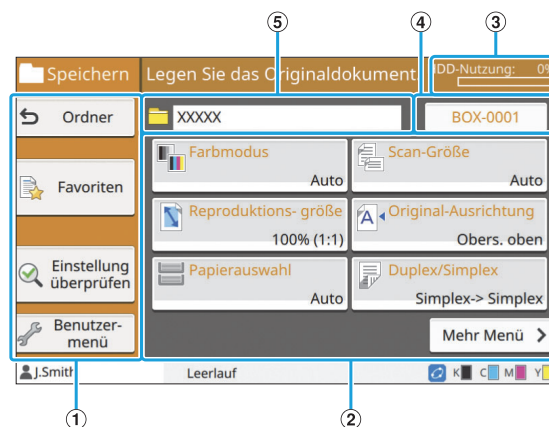 ⑤ ④ ③
Speichern
Legen Sie das Originaldokument
HDD-Nutzung: 0%
Ordner
XXXXX
BOX-0001
Favoriten
Farbmodus
Auto
Scan-Größe
Auto
Reproduktions- größe
100% (1:1)
Original-Ausrichtung
Obers. oben
Einstellung
überprüfen
Papierauswahl
Auto
Duplex/Simplex
Simplex-> Simplex
Benutzer-
menü
Mehr Menü
J.Smith
Leerlauf
K C M Y
① ②